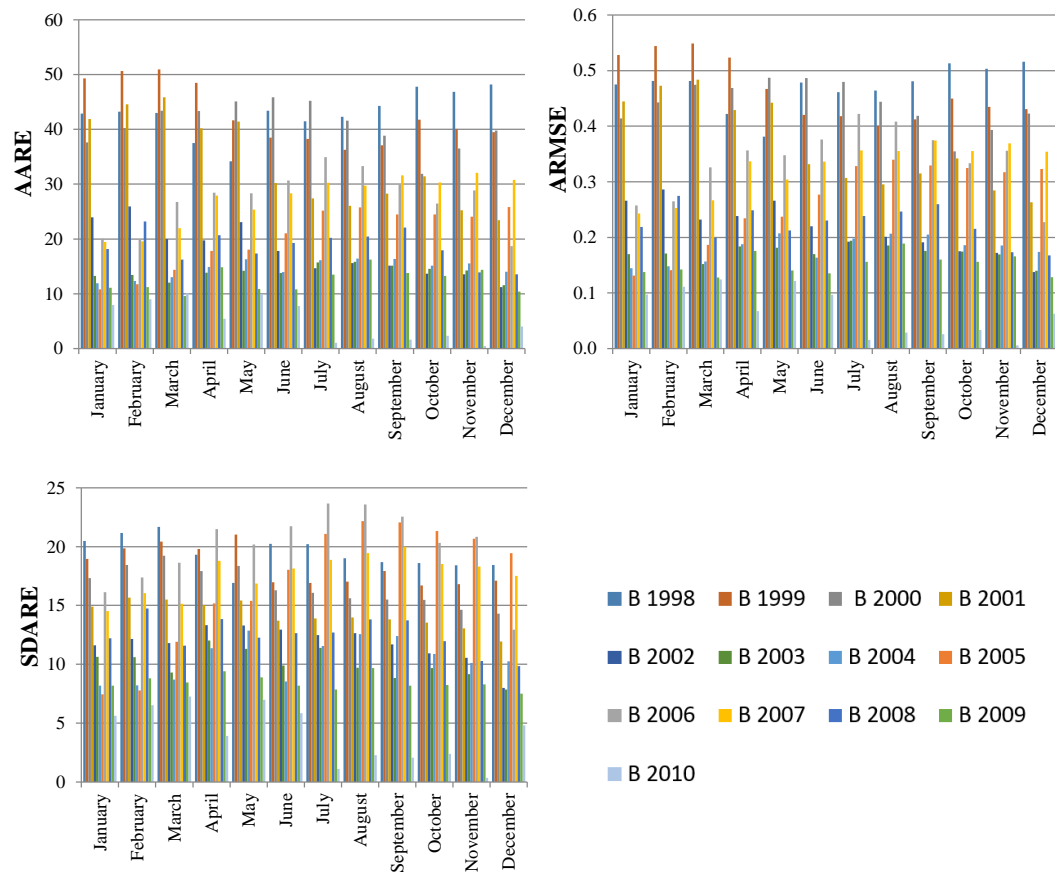 AARE
60
50
40
30
20
10
0
January
February
March
April
May
June
July
August
September
October
November
December
ARMSE
0.6
0.5
0.4
0.3
0.2
0.1
0.0
January
February
March
April
May
June
July
August
September
October
November
December
SDARE
25
20
15
10
5
0
January
February
March
April
May
June
July
August
September
October
November
December
B 1998 B 1999 B 2000 B 2001
B 2002 B 2003 B 2004 B 2005
B 2006 B 2007 B 2008 B 2009
B 2010